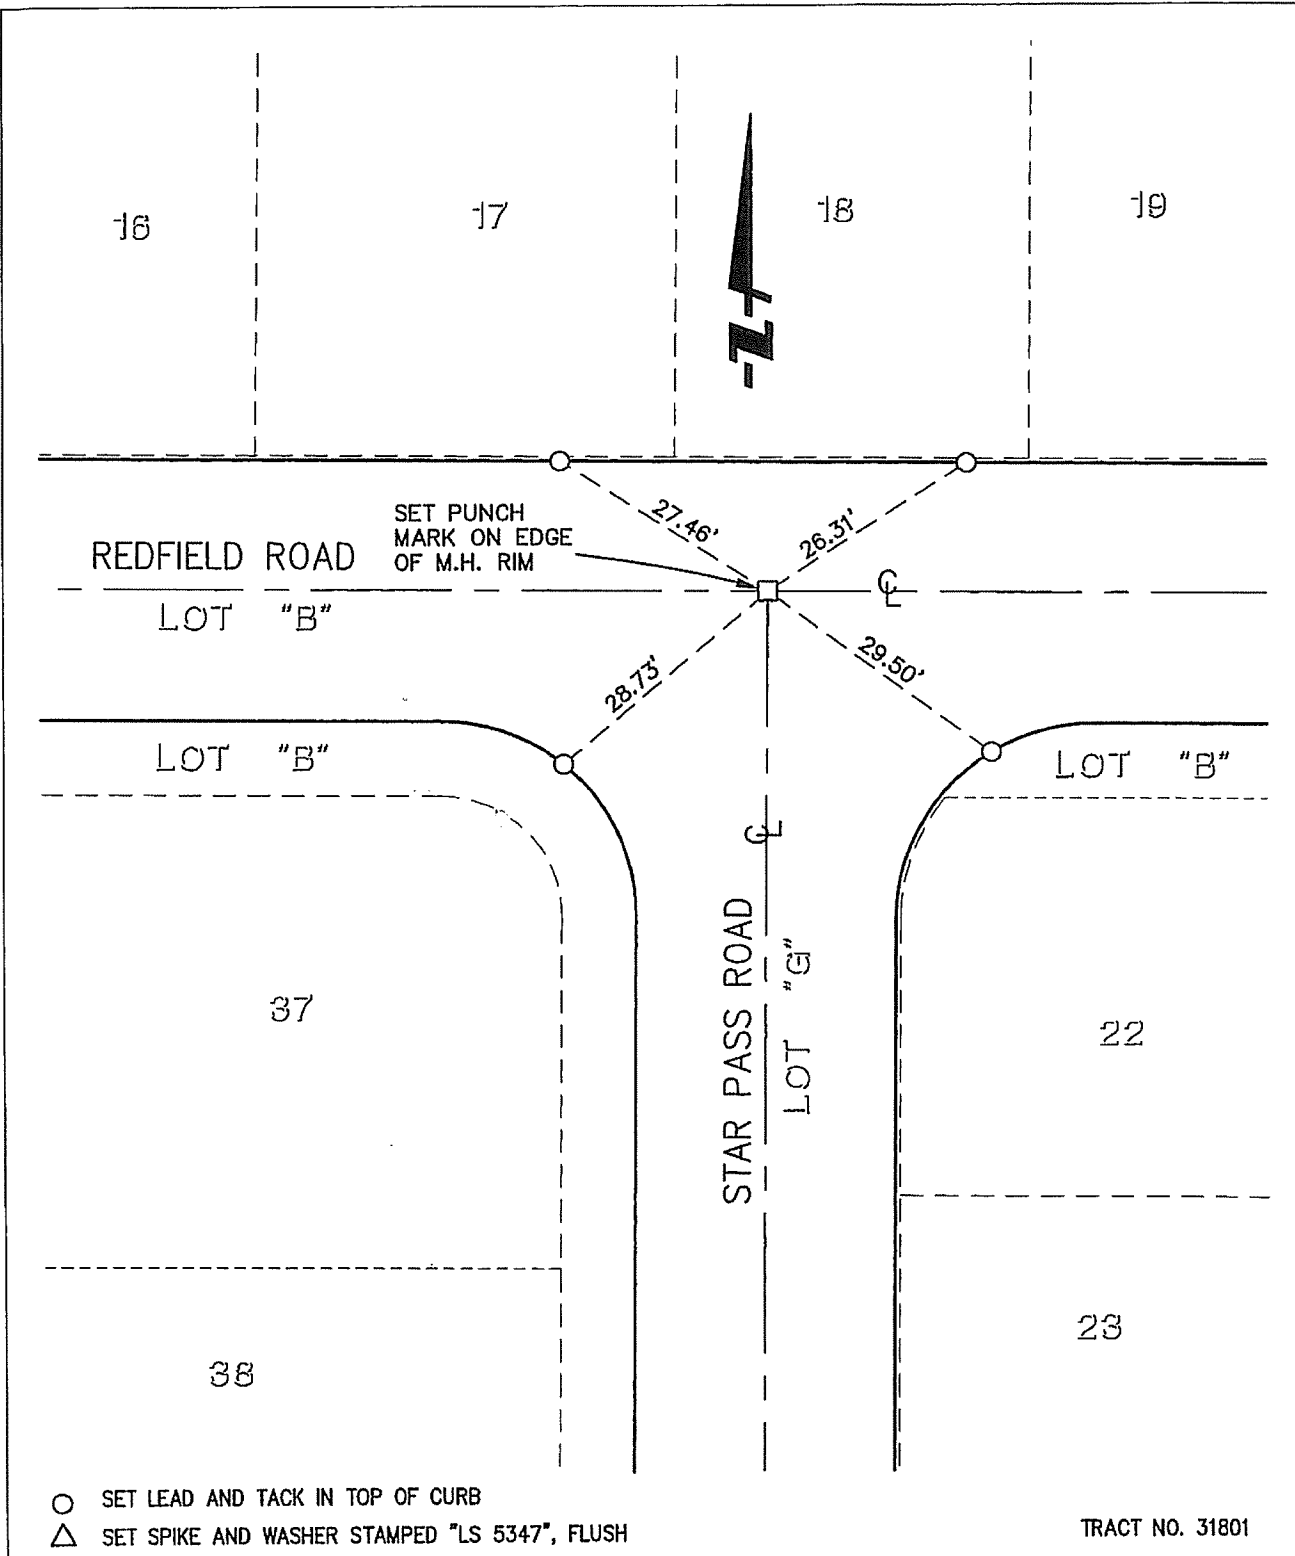 16
17
18
19
27.46'
26.31'
SET PUNCH
MARK ON EDGE
OF M.H. RIM
REDFIELD ROAD
LOT "B"
28.73'
29.50'
LOT "B"
LOT "B"
STAR PASS ROAD
LOT "G"
37
22
38
23
SET LEAD AND TACK IN TOP OF CURB
SET SPIKE AND WASHER STAMPED "LS 5347", FLUSH
TRACT NO. 31801